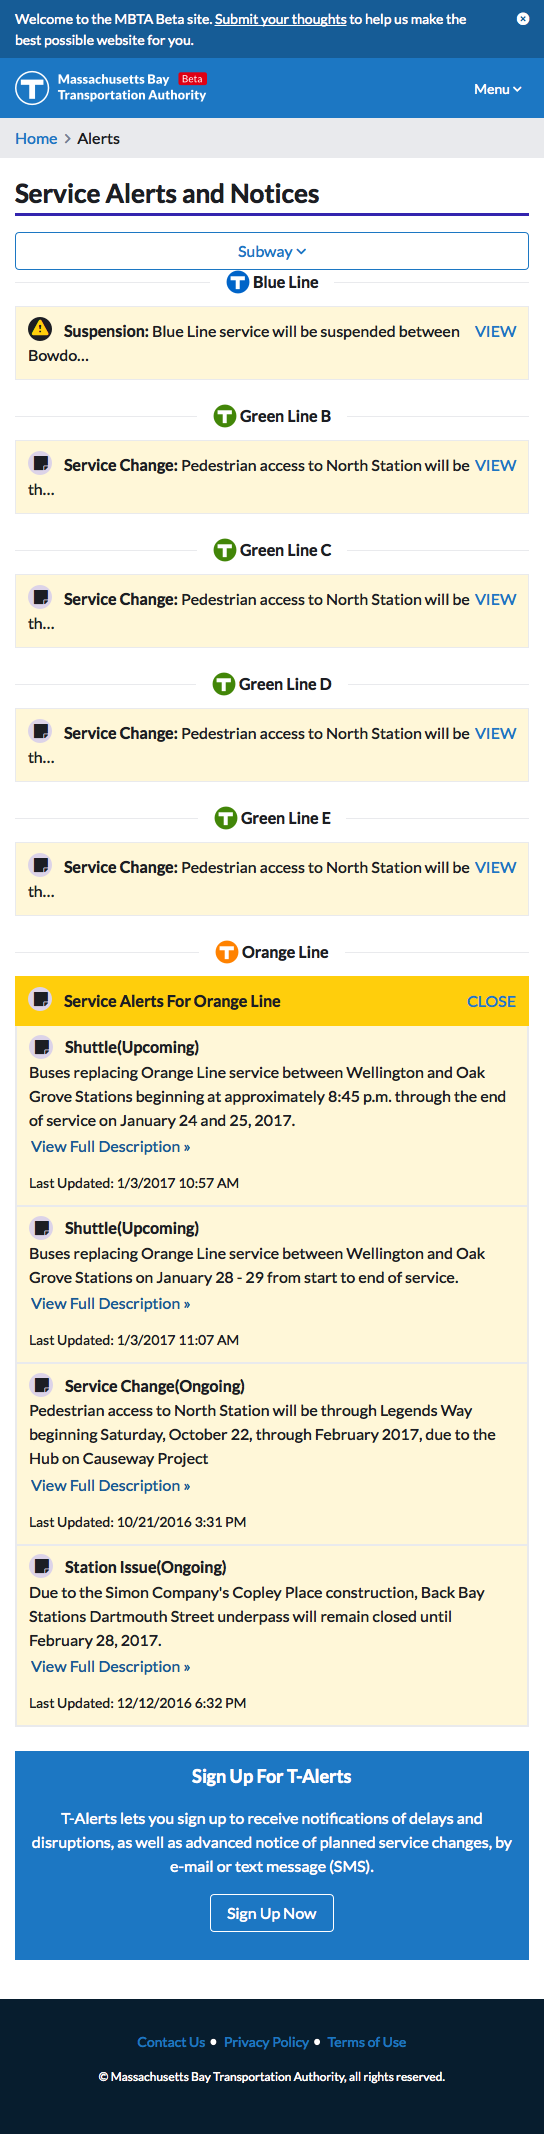 Welcome to the MBTA Beta site. Submit your thoughts to help us make the
best possible website for you.
Massachusetts Bay Beta
Transportation Authority
Menu
Home > Alerts
Service Alerts and Notices
Subway
T Blue Line
Suspension: Blue Line service will be suspended between VIEW
Bowdo...
T Green Line B
Service Change: Pedestrian access to North Station will be VIEW
th...
T Green Line C
Service Change: Pedestrian access to North Station will be VIEW
th...
T Green Line D
Service Change: Pedestrian access to North Station will be VIEW
th...
T Green Line E
Service Change: Pedestrian access to North Station will be VIEW
th...
T Orange Line
Service Alerts For Orange Line CLOSE
Shuttle(Upcoming)
Buses replacing Orange Line service between Wellington and Oak
Grove Stations beginning at approximately 8:45 p.m. through the end
of service on January 24 and 25, 2017.
View Full Description »
Last Updated: 1/3/2017 10:57 AM
Shuttle(Upcoming)
Buses replacing Orange Line service between Wellington and Oak
Grove Stations on January 28 - 29 from start to end of service.
View Full Description »
Last Updated: 1/3/2017 11:07 AM
Service Change(Ongoing)
Pedestrian access to North Station will be through Legends Way
beginning Saturday, October 22, through February 2017, due to the
Hub on Causeway Project
View Full Description »
Last Updated: 10/21/2016 3:31 PM
Station Issue(Ongoing)
Due to the Simon Company's Copley Place construction, Back Bay
Stations Dartmouth Street underpass will remain closed until
February 28, 2017.
View Full Description »
Last Updated: 12/12/2016 6:32 PM
Sign Up For T-Alerts
T-Alerts lets you sign up to receive notifications of delays and
disruptions, as well as advanced notice of planned service changes, by
e-mail or text message (SMS).
Sign Up Now
Contact Us • Privacy Policy • Terms of Use
© Massachusetts Bay Transportation Authority, all rights reserved.